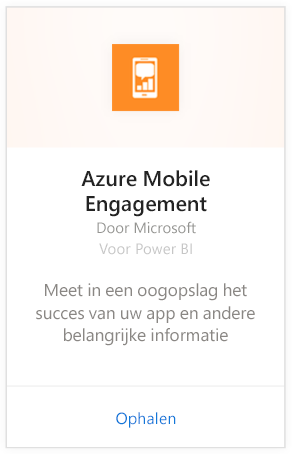 Azure Mobile
Engagement
Door Microsoft
Voor Power BI
Meet in een oogopslag het
succes van uw app en andere
belangrijke informatie
Ophalen